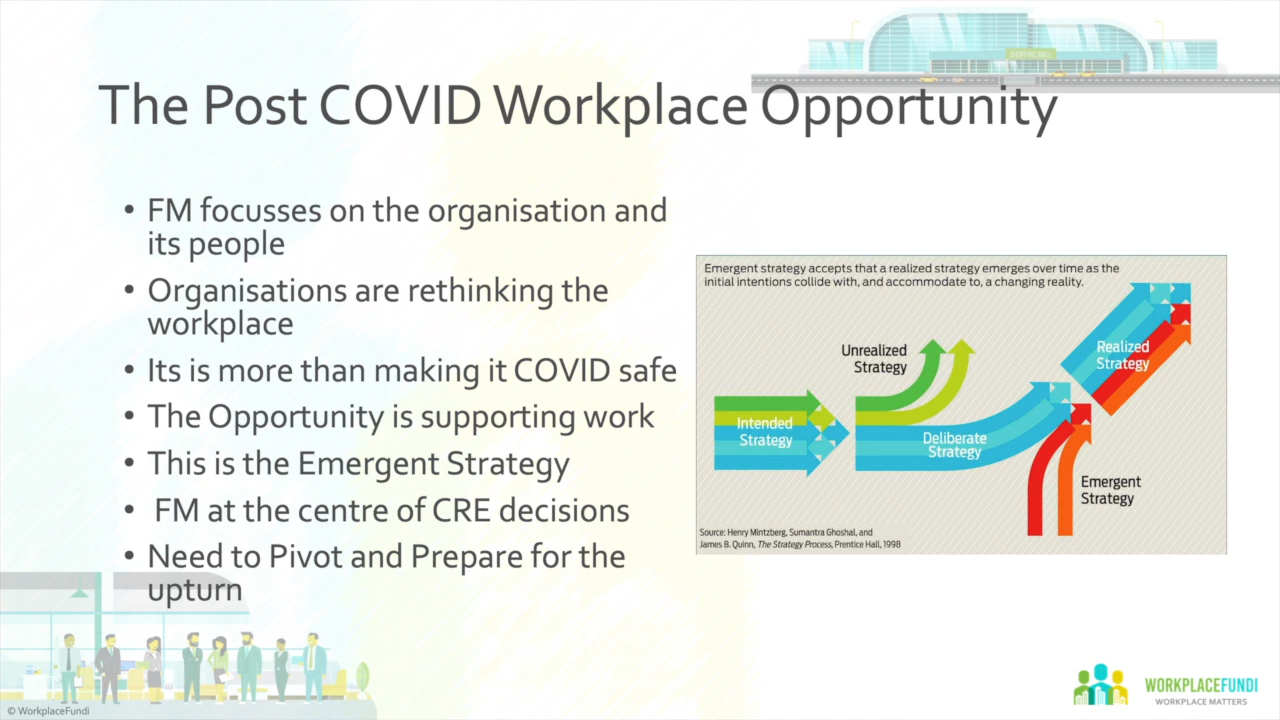 SHOPPING MALL
The Post COVID Workplace Opportunity
• FM focusses on the organisation and
its people
• Organisations are rethinking the
workplace
• Its is more than making it COVID safe
• The Opportunity is supporting work
• This is the Emergent Strategy
• FM at the centre of CRE decisions
• Need to Pivot and Prepare for the
upturn
Emergent strategy accepts that a realized strategy emerges over time as the
initial intentions collide with, and accommodate to, a changing reality.
Unrealized
Strategy
Realized
Strategy
Intended
Strategy
Deliberate
Strategy
Emergent
Strategy
Source: Henry Mintzberg, Sumantra Ghoshal, and
James B. Quinn, The Strategy Process, Prentice Hall, 1998
WORKPLACEFUNDI
WORKPLACE MATTERS
© WorkplaceFundi